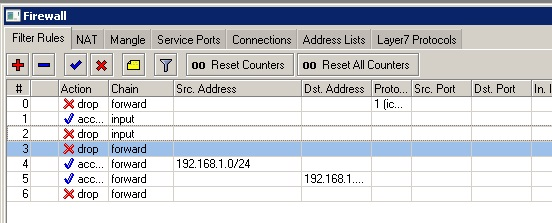 Firewall
Filter Rules NAT Mangle Service Ports Connections Address Lists Layer7 Protocols
00 Reset Counters 00 Reset All Counters
# Action Chain Src. Address Dst. Address Proto... Src. Port Dst. Port In. I
0 drop forward 1 (ic...
1 acc... input
2 drop input
3 drop forward
4 acc... forward 192.168.1.0/24
5 acc... forward 192.168.1....
6 drop forward